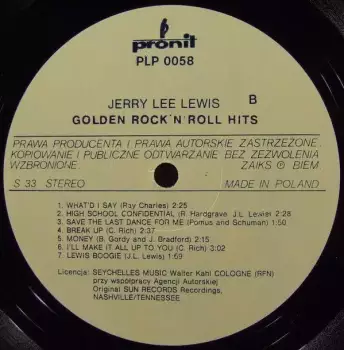 pronit
PLP 0058
JERRY LEE LEWIS B
GOLDEN ROCK'N'ROLL HITS
PRAWA PRODUCENTA I PRAWA AUTORSKIE ZASTRZEŻONE.
KOPIOWANIE I PUBLICZNE ODTWARZANIE BEZ ZEZWOLENIA
WZBRONIONE. ZAIKS ℗ BIEM
S 33 STEREO MADE IN POLAND
1. WHAT'D I SAY (Ray Charles) 2:25
2. HIGH SCHOOL CONFIDENTIAL (R. Hardgrave, J.L. Lewis) 2:28
3. SAVE THE LAST DANCE FOR ME (Pomus and Schuman) 1:50
4. BREAK UP (C. Rich) 2:37
5. MONEY (B. Gordy and J. Bradford) 2:15
6. I'LL MAKE IT ALL UP TO YOU (C. Rich) 3:02
7. LEWIS BOOGIE (J.L. Lewis) 1:69
Licencja: SEYCHELLES MUSIC Walter Kahl COLOGNE (RFN)
przy współpracy Agencji Autorskiej
Original SUN RECORDS Recordings,
NASHVILLE/TENNESSEE